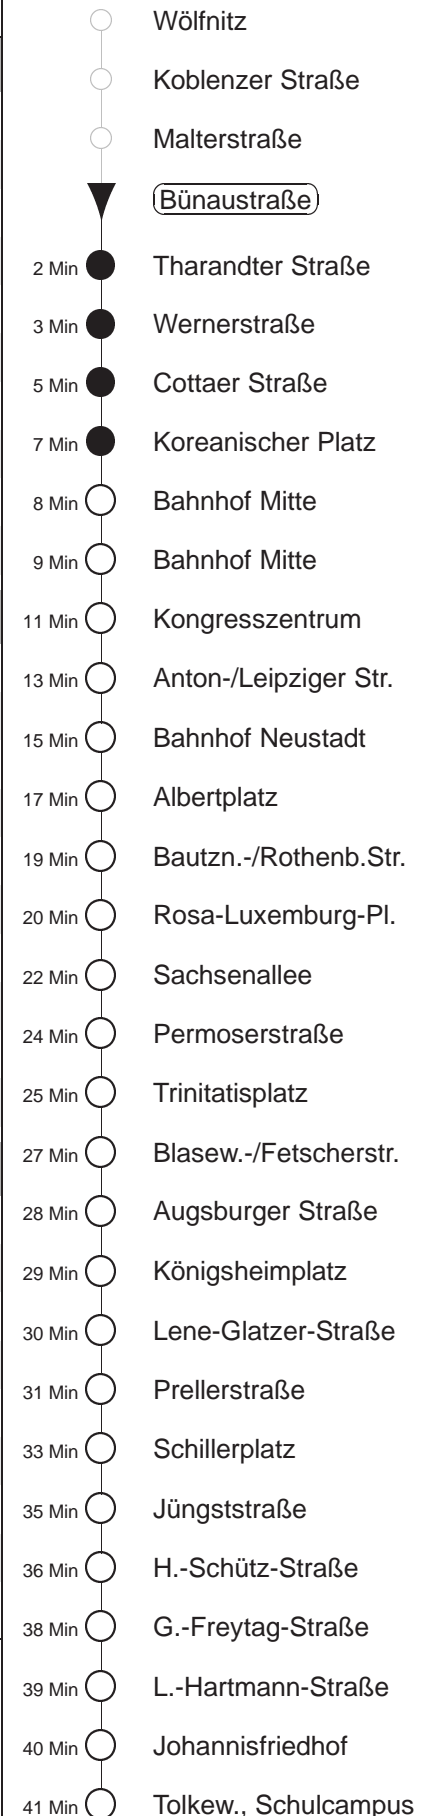 Wölfnitz
Koblenzer Straße
Malterstraße
Bünaustraße
2 Min Tharandter Straße
3 Min Wernerstraße
5 Min Cottaer Straße
7 Min Koreanischer Platz
8 Min Bahnhof Mitte
9 Min Bahnhof Mitte
11 Min Kongresszentrum
13 Min Anton-/Leipziger Str.
15 Min Bahnhof Neustadt
17 Min Albertplatz
19 Min Bautzn.-/Rothenb.Str.
20 Min Rosa-Luxemburg-Pl.
22 Min Sachsenallee
24 Min Permoserstraße
25 Min Trinitatisplatz
27 Min Blasew.-/Fetscherstr.
28 Min Augsburger Straße
29 Min Königsheimplatz
30 Min Lene-Glatzer-Straße
31 Min Prellerstraße
33 Min Schillerplatz
35 Min Jüngststraße
36 Min H.-Schütz-Straße
38 Min G.-Freytag-Straße
39 Min L.-Hartmann-Straße
40 Min Johannisfriedhof
41 Min Tolkew., Schulcampus